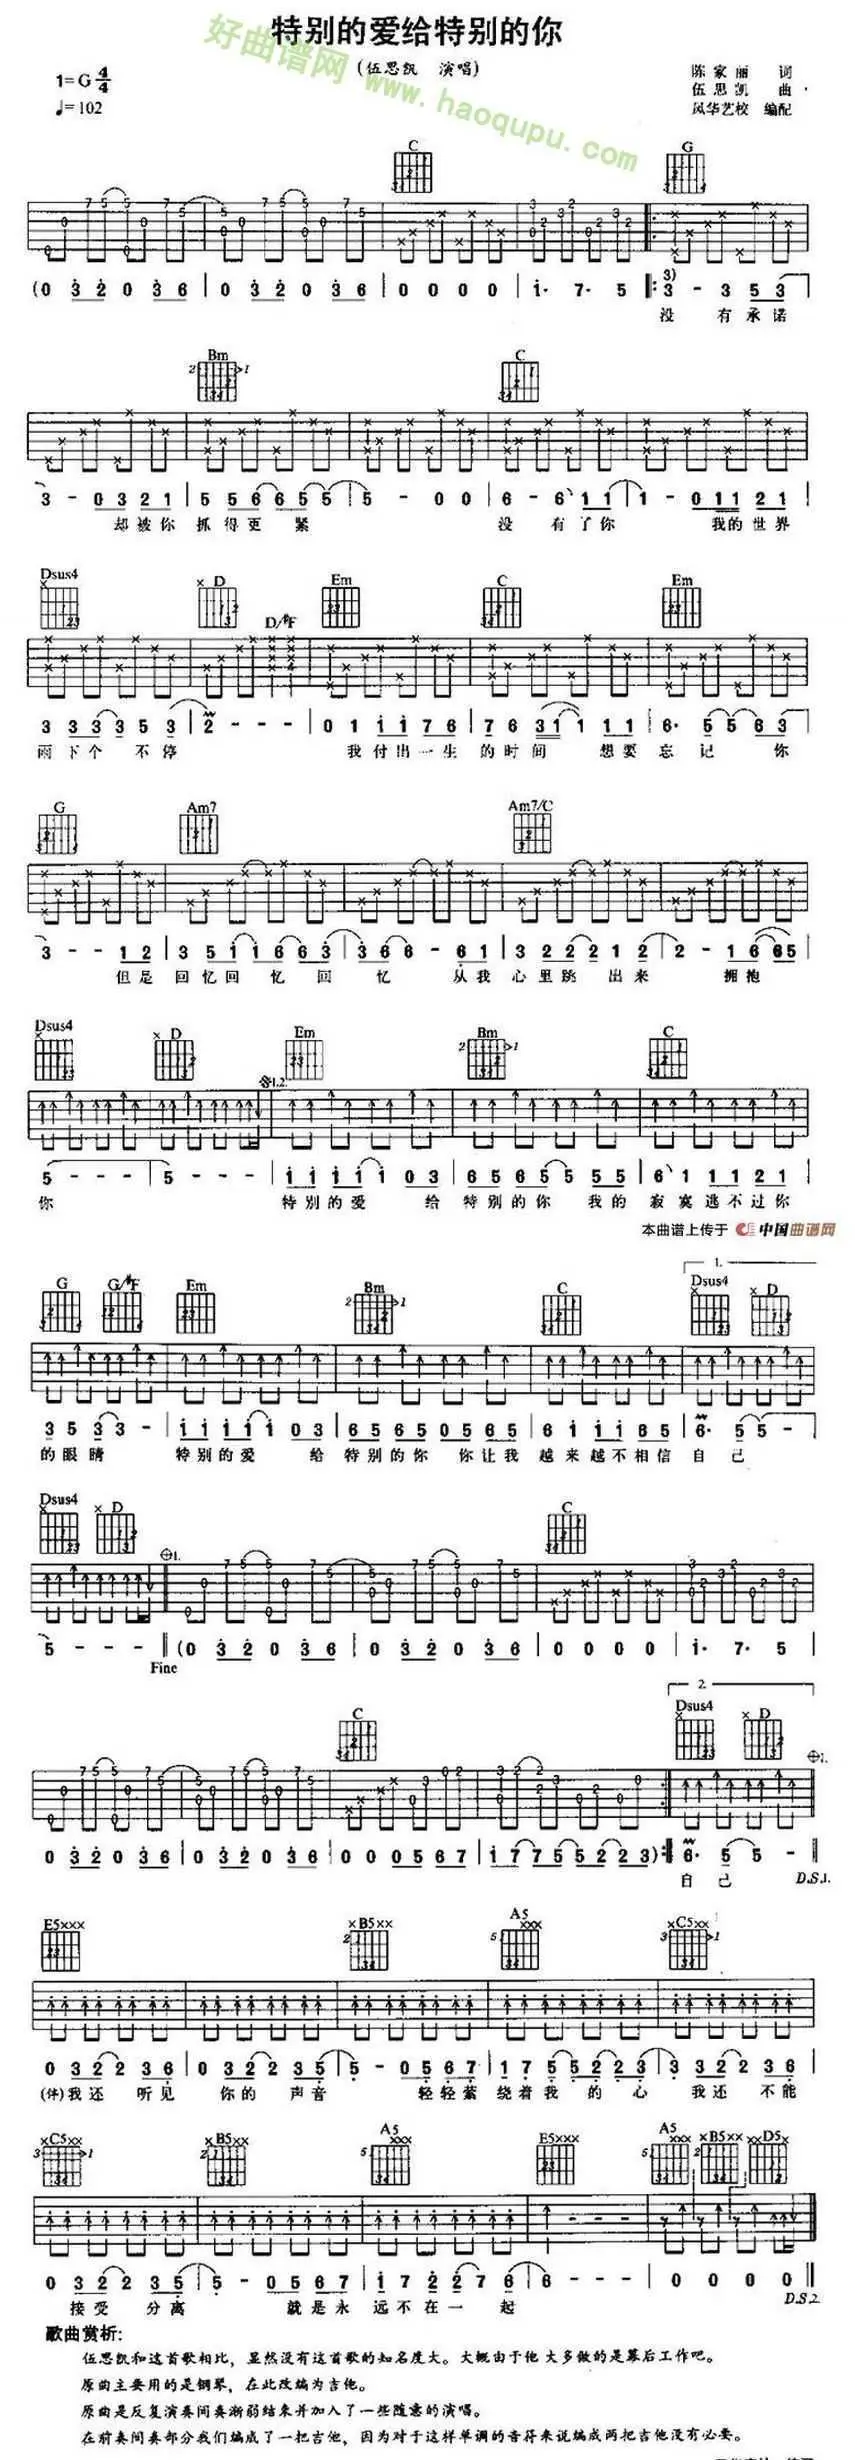 特别的爱给特别的你
好曲谱网
www.haoqupu.com
(伍思凯 演唱)
1=G 4/4
♩=102
陈家丽 词
伍思凯 曲
风华艺校 编配
C G
(0 3 2 0 3 6 | 0 3 2 0 3 6 | 0 0 0 0 | 1· 7· 5 ‖: 3 - 3 5 3 |
没 有 承 诺
Bm C
3 - 0 3 2 1 | 5 5 6 6 5 5 | 5 - 0 0 | 6 - 6 1 1 | 1 - 0 1 1 2 1 |
却被你 抓得更 紧 没 有了你 我的世界
Dsus4 D D/#F Em C Em
3 3 3 3 5 3 | 2 - - - | 0 1 1 1 7 6 | 7 6 3 1 1 1 1 | 6· 5 5 6 3 |
雨下个 不停 我付出一生 的时间 想要 忘记 你
G Am7 Am7/C
3 - - 1 2 | 3 5 1 1 6 6 3 | 3 6 6 - 6 1 | 3 2 2 2 1 2 | 2 - 1 6 6 5 |
但是 回忆回 忆 回 忆 从我 心里跳 出来 拥抱
Dsus4 D Em Bm C
1.2.
5 - - - | 5 - - - | 1 1 1 1 1 0 3 | 6 5 6 5 5 5 5 | 6 1 1 2 1 |
你 特别的爱 给 特别的你 我的 寂寞逃不过你
本曲谱上传于 中国曲谱网
G G/#F Em Bm C 1. Dsus4 D
3 5 3 3 - | 1 1 1 1 1 0 3 | 6 5 6 5 0 5 6 5 | 6 1 1 1 6 5 | 6· 5 5 - |
的眼睛 特别的爱 给 特别的你 你让我 越来越不相信 自己
Dsus4 D C
1.
5 - - - ‖ (0 3 2 0 3 6 | 0 3 2 0 3 6 | 0 0 0 0 | 1· 7· 5 |
Fine
C 2. Dsus4 D
1.
0 3 2 0 3 6 | 0 3 2 0 3 6 | 0 0 0 5 6 7 | 1 7 7 5 5 2 2 3) :‖ 6· 5 5 - ‖
自己 D.S.1.
E5××× ×B5×× A5××× ×C5××
0 3 2 2 3 6 | 0 3 2 2 3 5 | 5 - 0 5 6 7 | 1 7 5 5 2 2 3 | 3 3 2 2 3 6 |
(伴)我还 听见 你的 声音 轻轻萦 绕着我 的 心 我还 不能
×C5×× ×B5×× A5××× E5××× A5××× ×B5×× ××D5×
0 3 2 2 3 5 | 5 - 0 5 6 7 | 1 7 2 2 7 6 | 6 - - - | 0 0 0 0 ‖
接受 分离 就是永 远不在一 起
D.S.2.
歌曲赏析:
伍思凯和这首歌相比，显然没有这首歌的知名度大。大概由于他大多做的是幕后工作吧。
原曲主要用的是钢琴，在此改编为吉他。
原曲是反复演奏间奏渐弱结束并加入了一些随意的演唱。
在前奏间奏部分我们编成了一把吉他，因为对于这样单调的音符来说编成两把吉他没有必要。